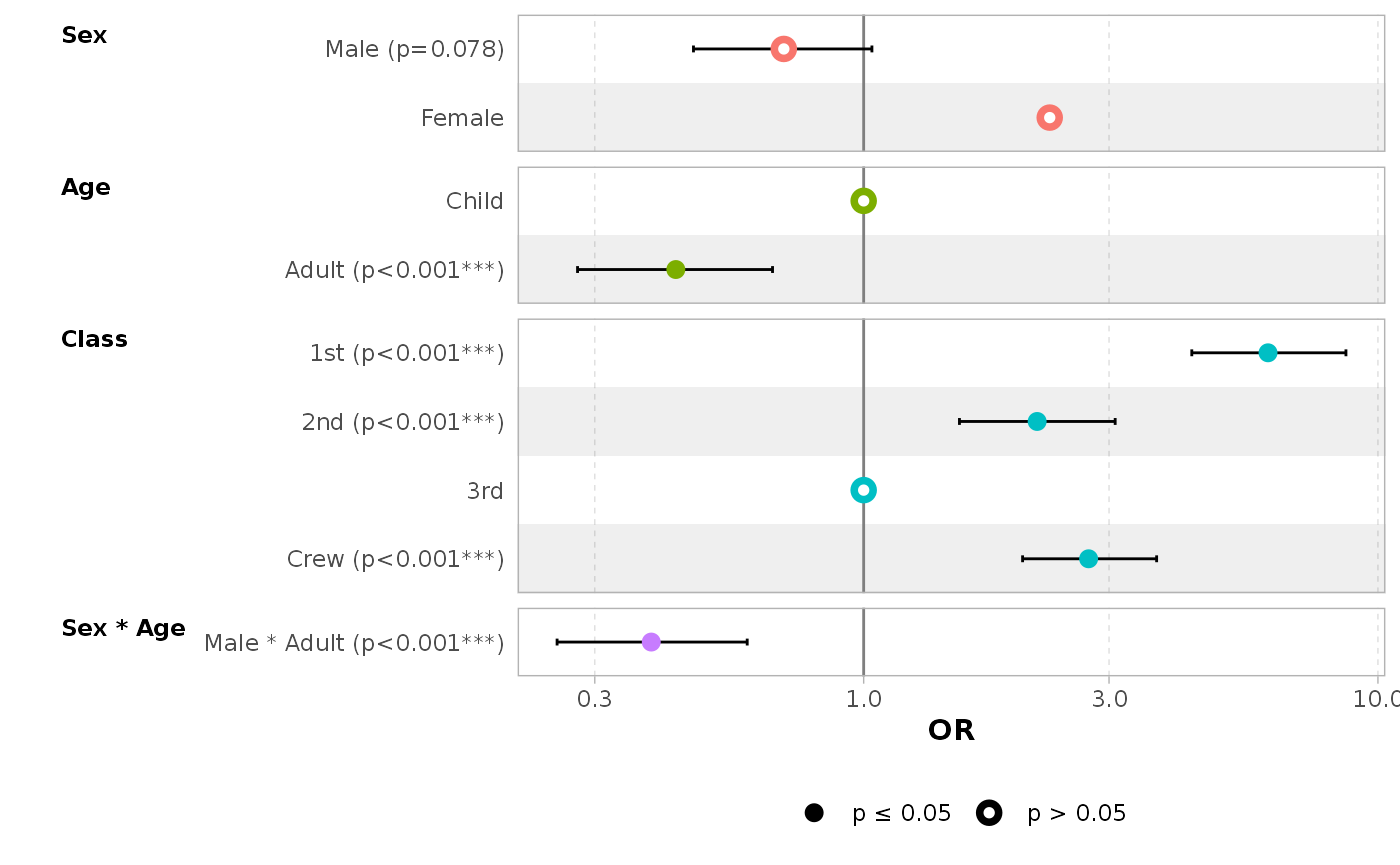 Sex
Male (p=0.078)
Female
Age
Child
Adult (p<0.001***)
Class
1st (p<0.001***)
2nd (p<0.001***)
3rd
Crew (p<0.001***)
Sex * Age
Male * Adult (p<0.001***)
0.3 1.0 3.0 10.0
OR
p ≤ 0.05 p > 0.05